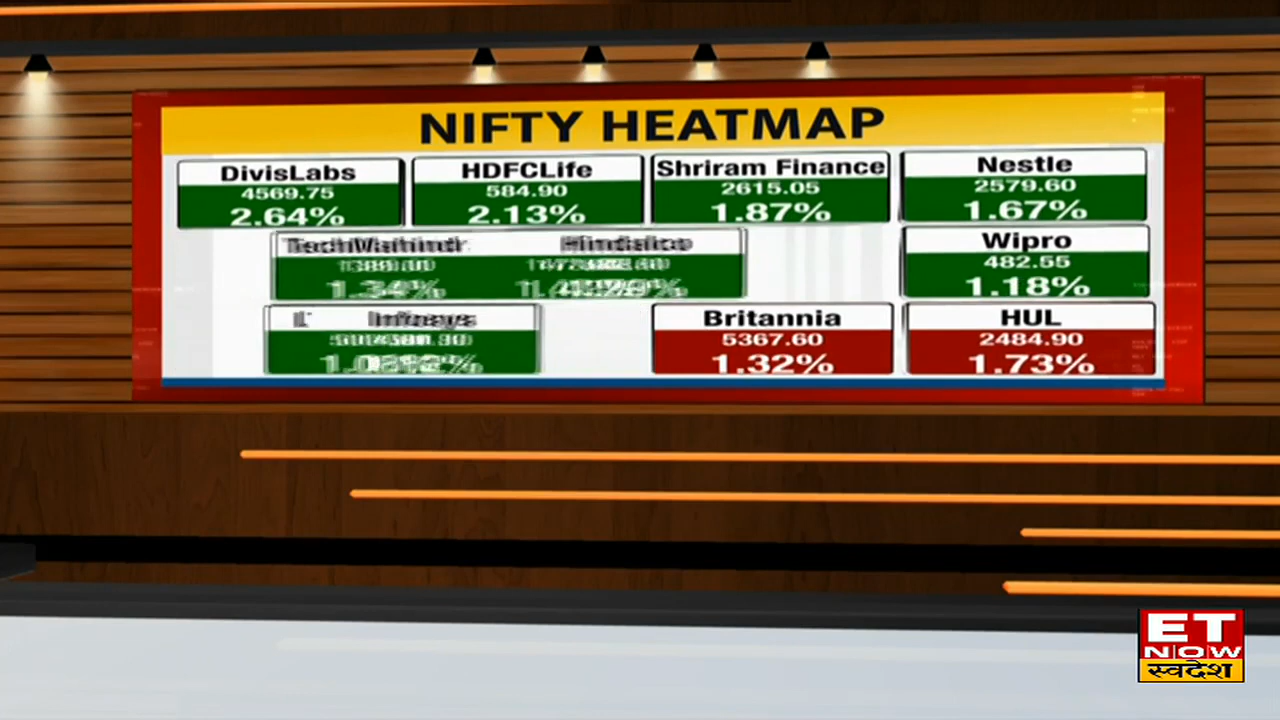 NIFTY HEATMAP
DivisLabs
4569.75
2.64%
HDFCLife
584.90
2.13%
Shriram Finance
2615.05
1.87%
Nestle
2579.60
1.67%
Hindalco
Wipro
482.55
1.18%
Infosys
Britannia
5367.60
1.32%
HUL
2484.90
1.73%
ET
NOW
स्वदेश